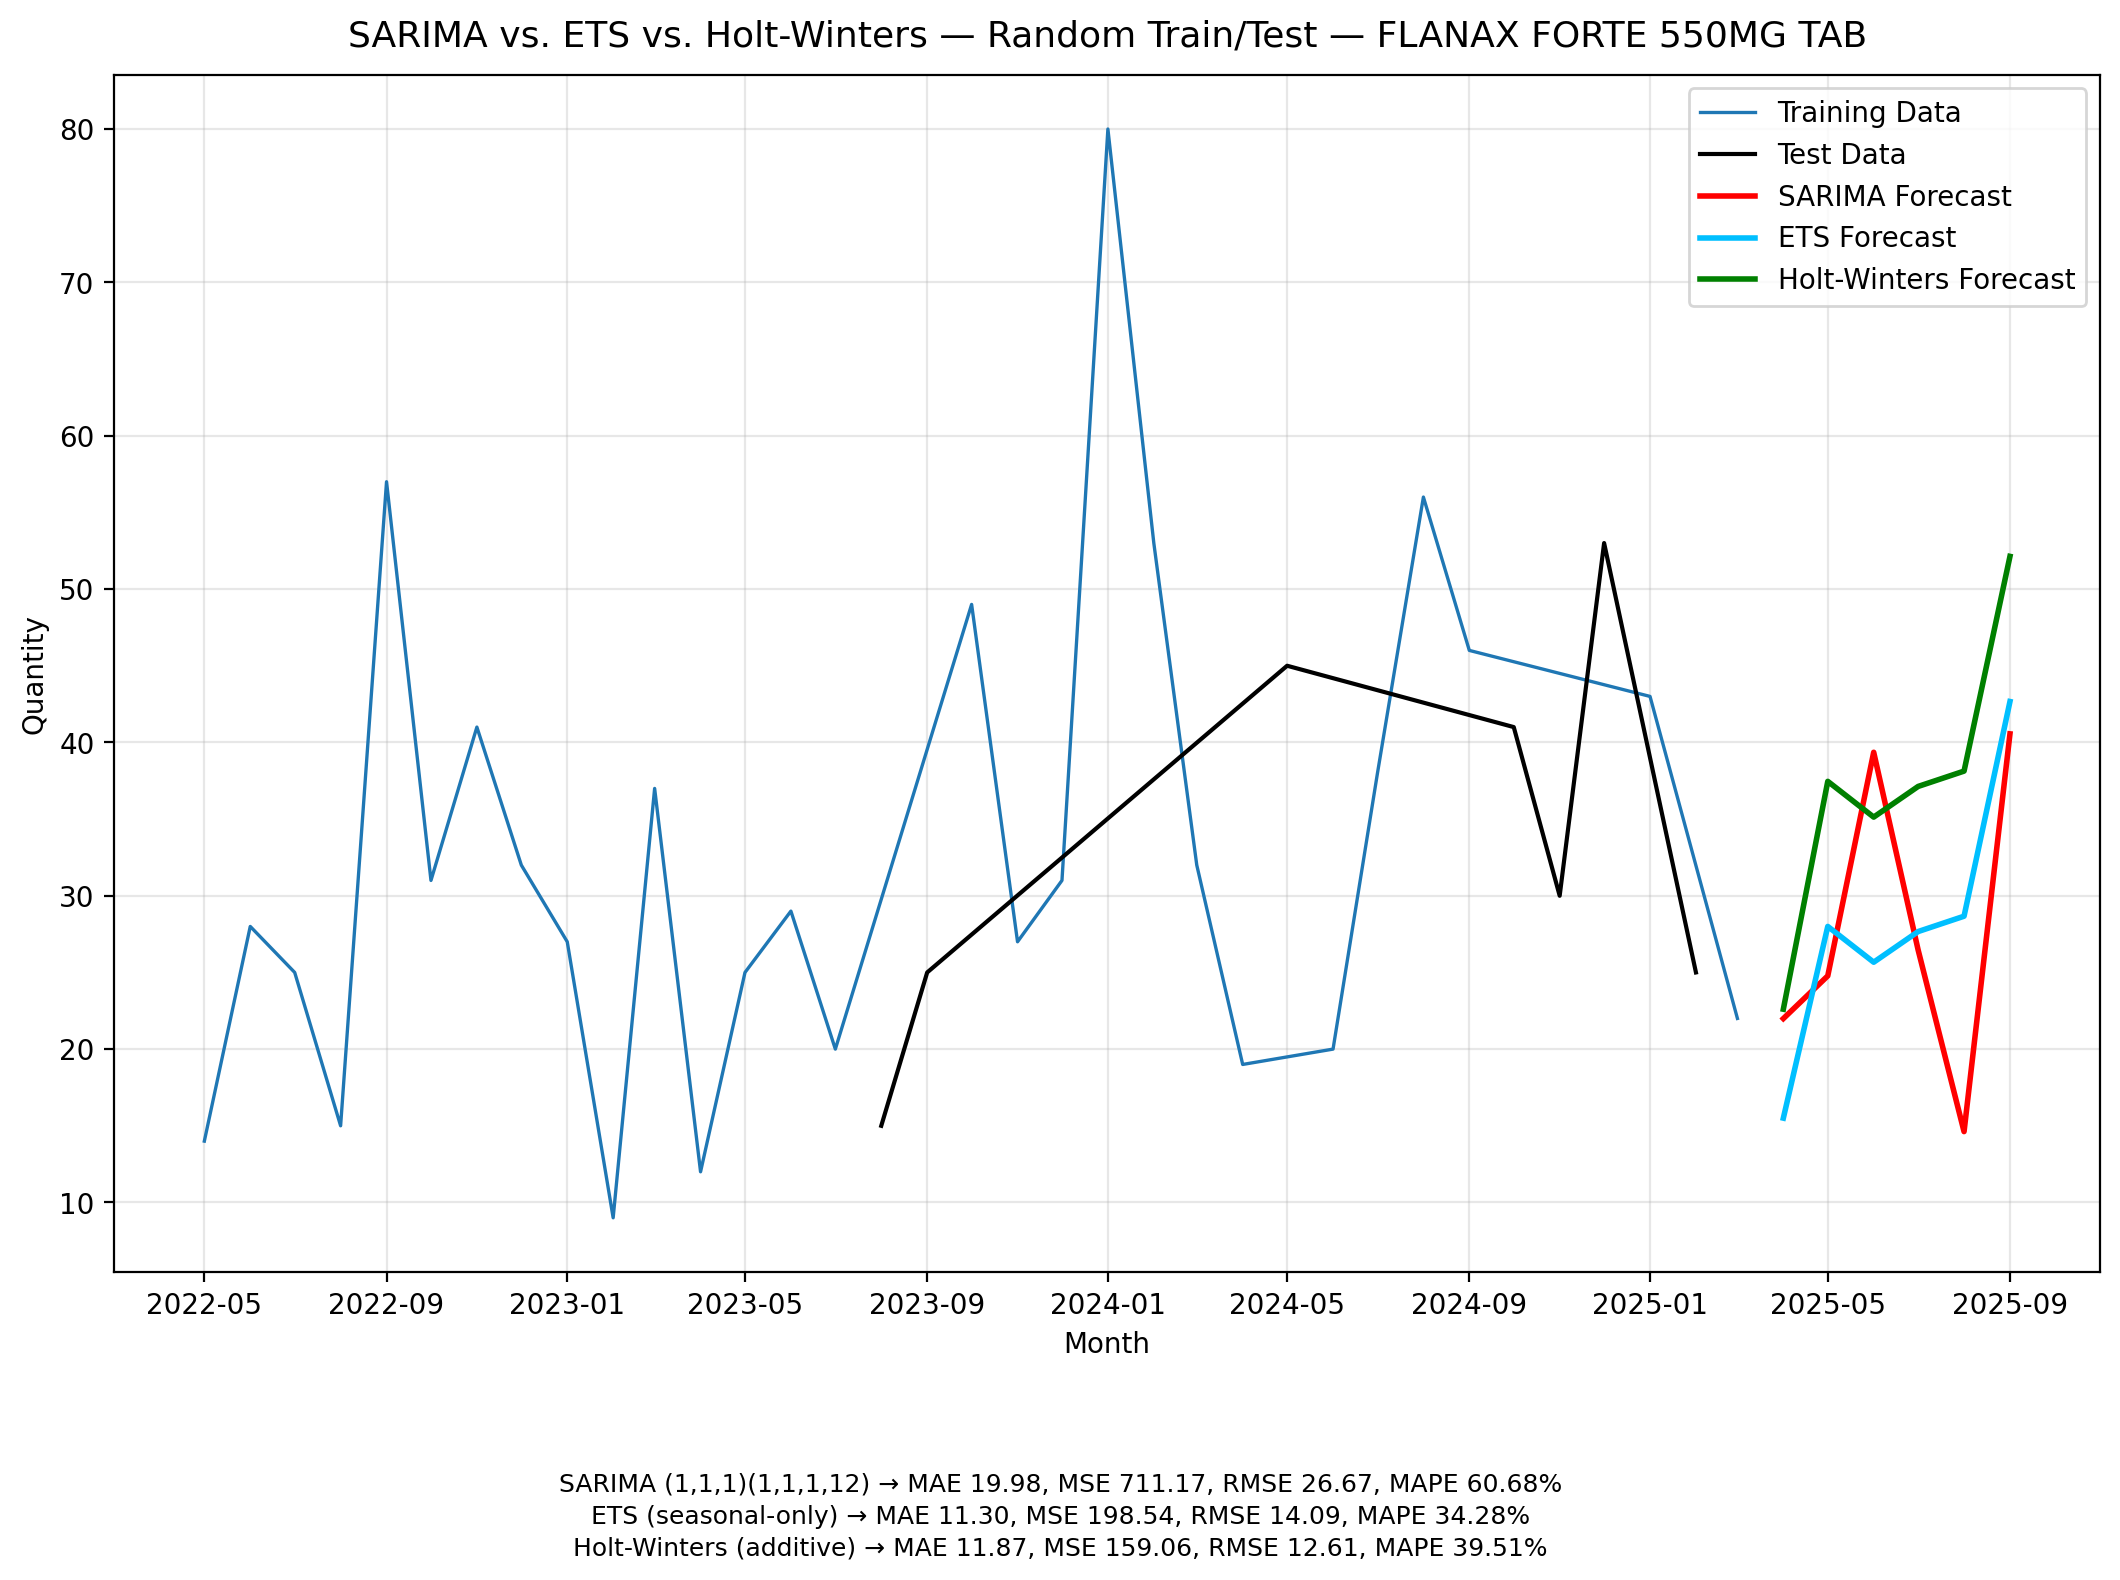 SARIMA vs. ETS vs. Holt-Winters — Random Train/Test — FLANAX FORTE 550MG TAB
Training Data
Test Data
SARIMA Forecast
ETS Forecast
Holt-Winters Forecast
80
70
60
50
40
30
20
10
Quantity
2022-05 2022-09 2023-01 2023-05 2023-09 2024-01 2024-05 2024-09 2025-01 2025-05 2025-09
Month
SARIMA (1,1,1)(1,1,1,12) → MAE 19.98, MSE 711.17, RMSE 26.67, MAPE 60.68%
ETS (seasonal-only) → MAE 11.30, MSE 198.54, RMSE 14.09, MAPE 34.28%
Holt-Winters (additive) → MAE 11.87, MSE 159.06, RMSE 12.61, MAPE 39.51%